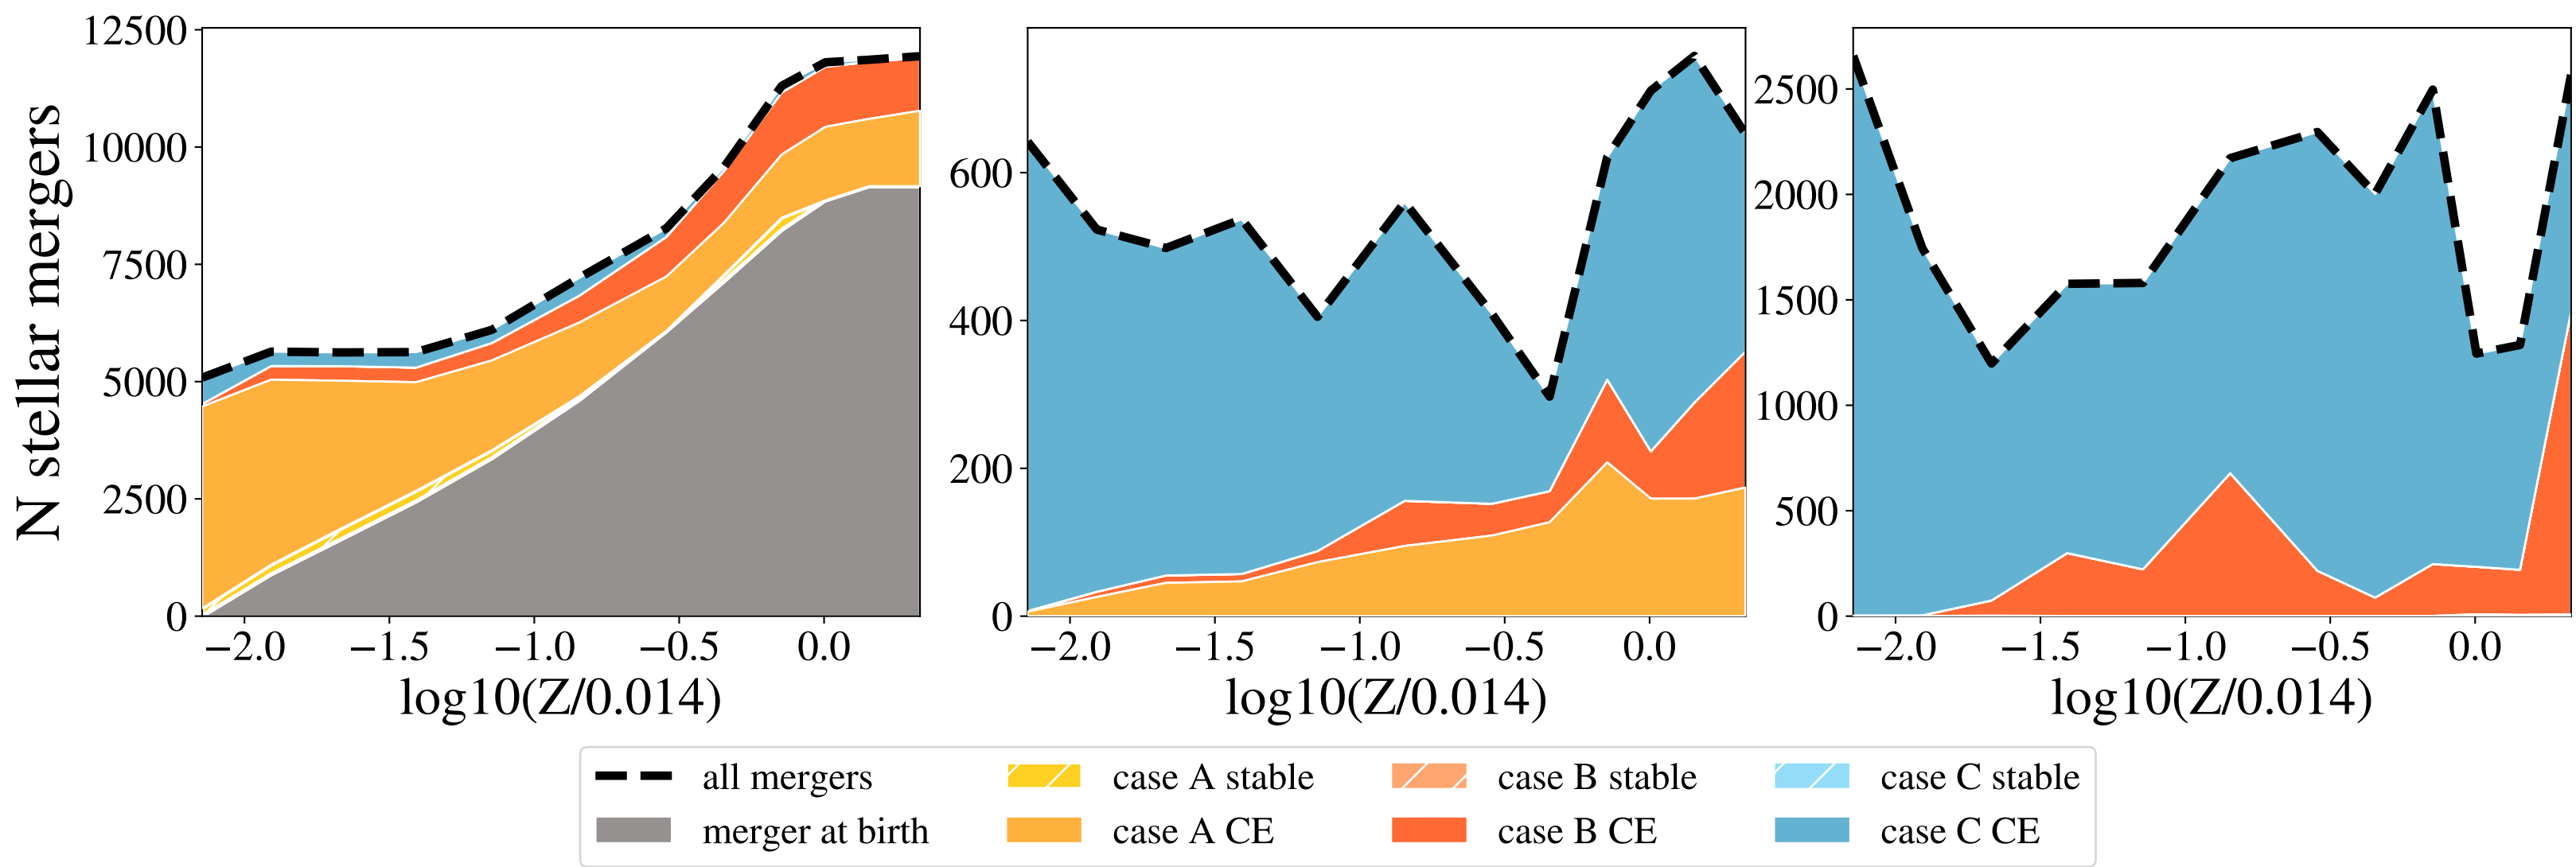 N stellar mergers
12500
10000
7500
5000
2500
0
−2.0 −1.5 −1.0 −0.5 0.0
log10(Z/0.014)
600
400
200
0
−2.0 −1.5 −1.0 −0.5 0.0
log10(Z/0.014)
2500
2000
1500
1000
500
0
−2.0 −1.5 −1.0 −0.5 0.0
log10(Z/0.014)
all mergers case A stable case B stable case C stable
merger at birth case A CE case B CE case C CE